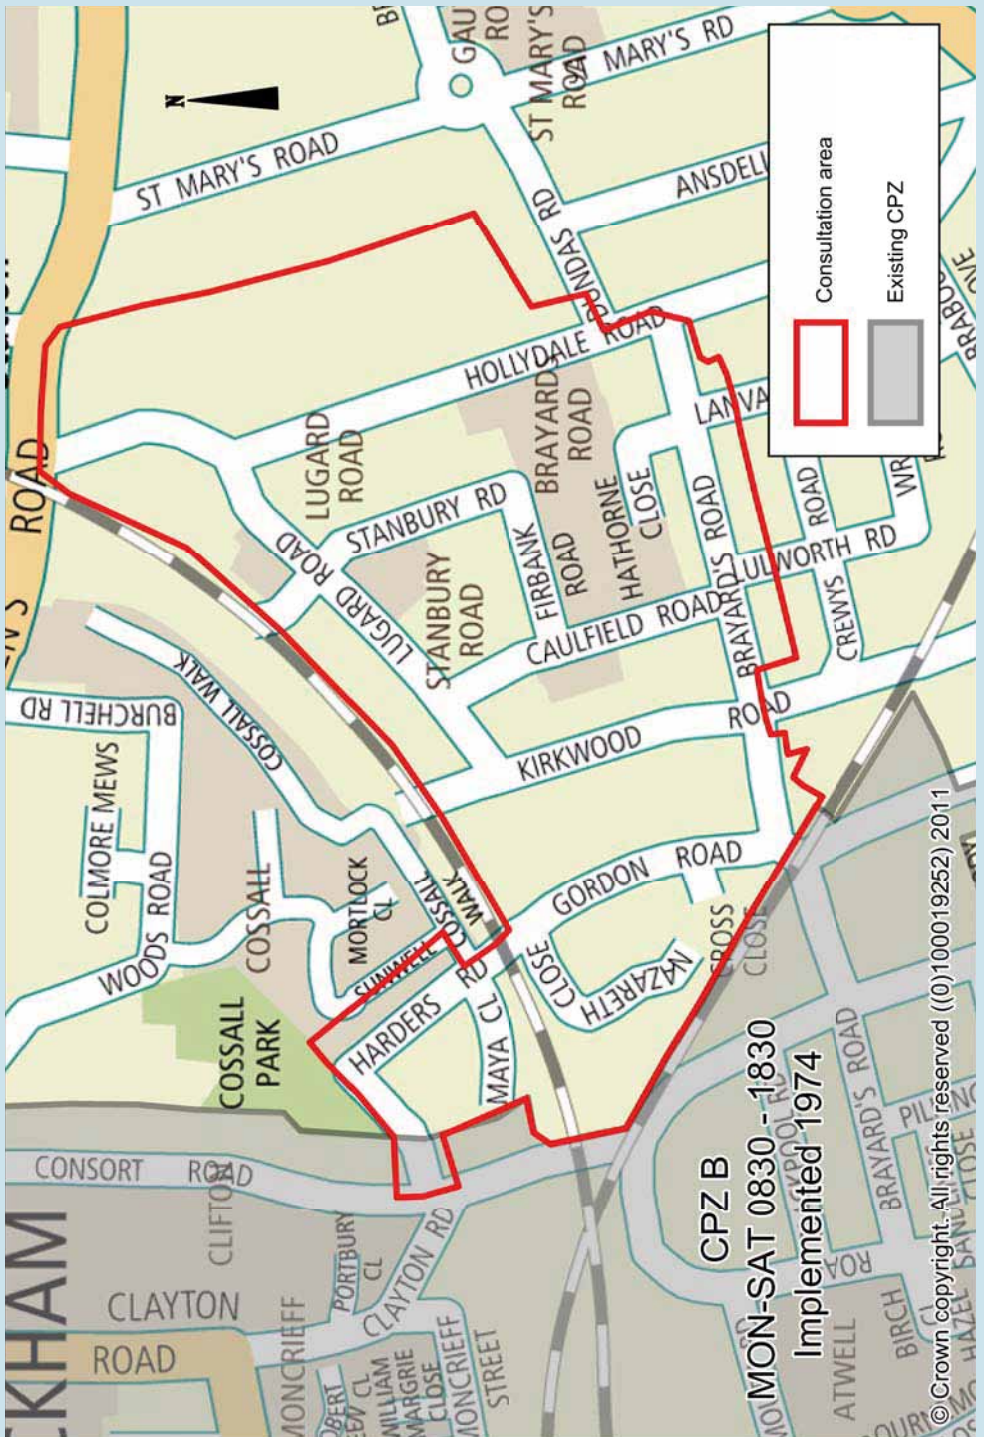 N
ST MARY'S ROAD
ST MARY'S
ROAD
ST MARY'S RD
DUNDAS RD
HOLLYDALE ROAD
LUGARD
ROAD
STANBURY RD
LUGARD ROAD
STANBURY
ROAD
BRAYARDS
ROAD
FIRBANK
ROAD
HATHORNE
CLOSE
CAULFIELD ROAD
BRAYARD'S ROAD
LULWORTH RD
CREWYS ROAD
KIRKWOOD ROAD
GORDON ROAD
CROSS
CLOSE
NAZARETH
CLOSE
BURCHELL RD
COLMORE MEWS
WOODS ROAD
COSSALL
COSSALL WALK
MORTLOCK
CL
SUNWELL
COSSALL
WALK
HARDERS RD
MAYA CL
COSSALL
PARK
CONSORT ROAD
CLIFTON
CLAYTON
ROAD
PORTBURY
CL
CLAYTON RD
MONCRIEFF
WILLIAM
MARGRIE
CLOSE
MONCRIEFF
STREET
ROAD
CPZ B
MON-SAT 0830 - 1830
Implemented 1974
BRAYARD'S ROAD
ATWELL
BIRCH
CL
HAZEL
CLOSE
Consultation area
Existing CPZ
© Crown copyright. All rights reserved ((0)100019252) 2011